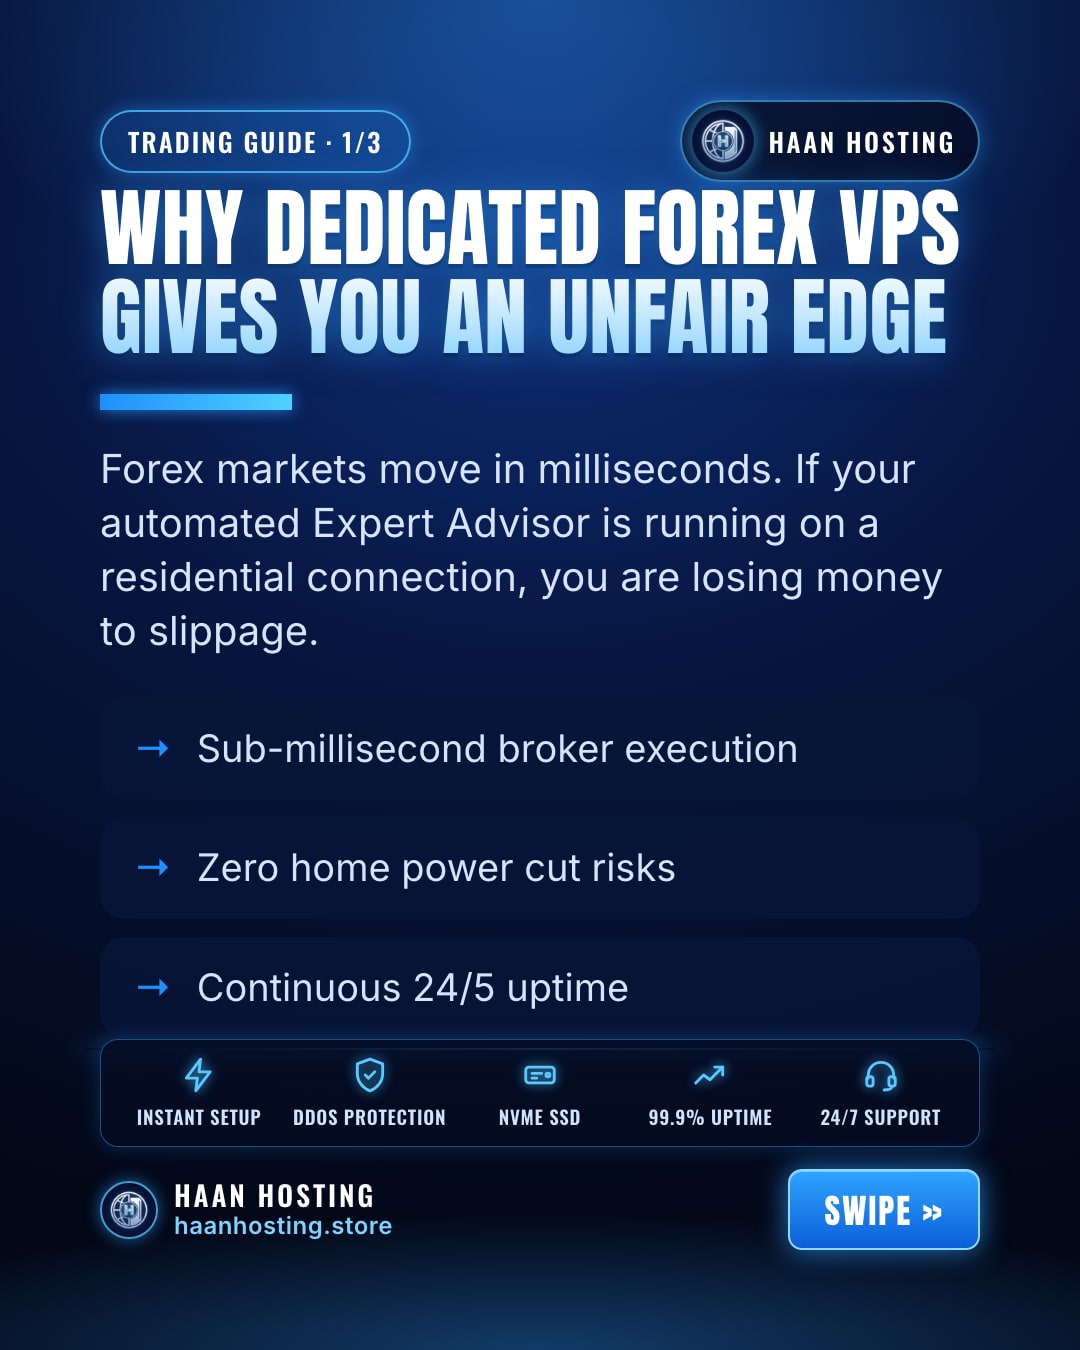 TRADING GUIDE · 1/3
HAAN HOSTING
WHY DEDICATED FOREX VPS
GIVES YOU AN UNFAIR EDGE
Forex markets move in milliseconds. If your
automated Expert Advisor is running on a
residential connection, you are losing money
to slippage.
→ Sub-millisecond broker execution
→ Zero home power cut risks
→ Continuous 24/5 uptime
INSTANT SETUP
DDOS PROTECTION
NVME SSD
99.9% UPTIME
24/7 SUPPORT
HAAN HOSTING
haanhosting.store
SWIPE »